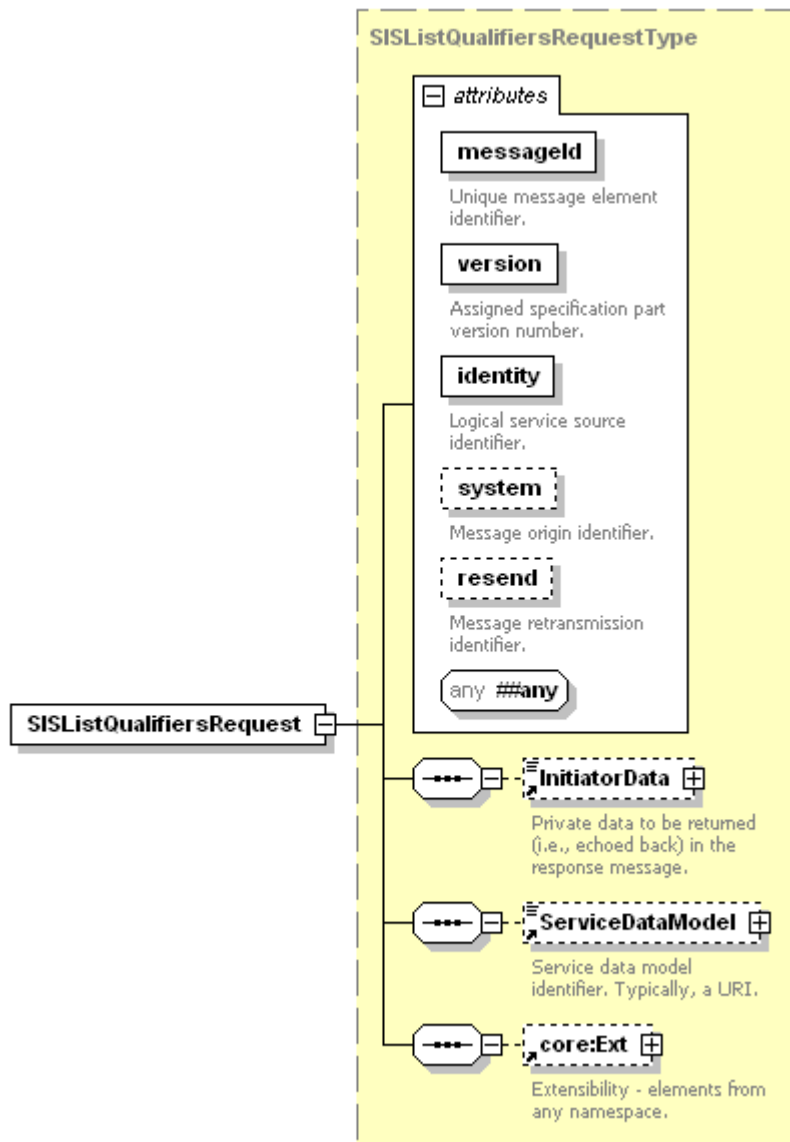 SISListQualifiersRequestType
attributes
messageId
Unique message element
identifier.
version
Assigned specification part
version number.
identity
Logical service source
identifier.
system
Message origin identifier.
resend
Message retransmission
identifier.
any ##any
SISListQualifiersRequest
InitiatorData
Private data to be returned
(i.e., echoed back) in the
response message.
ServiceDataModel
Service data model
identifier. Typically, a URI.
core:Ext
Extensibility - elements from
any namespace.